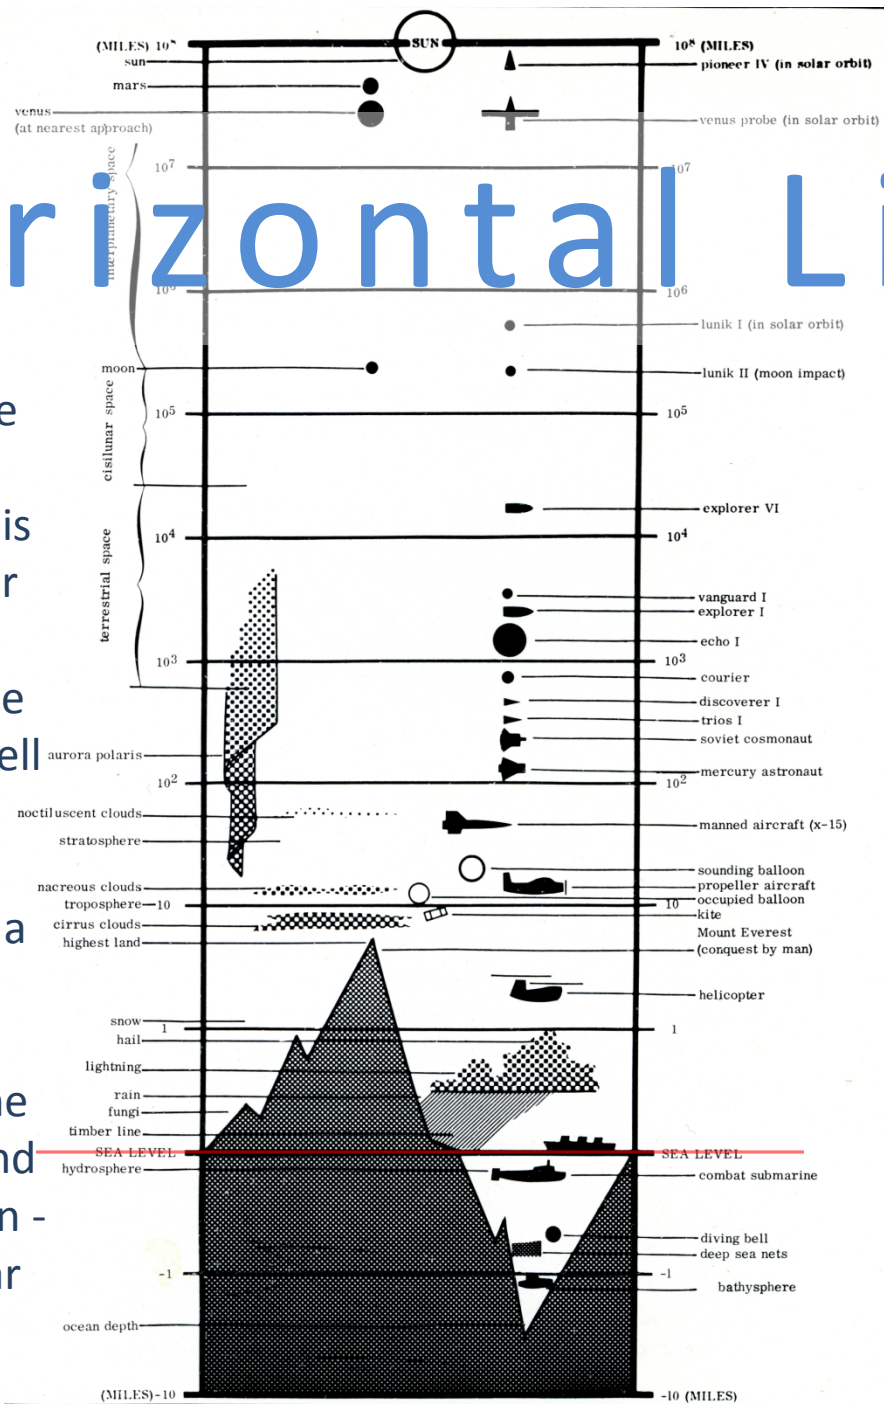 SUN
(MILES) 10⁸
10⁸ (MILES)
sun
pioneer IV (in solar orbit)
mars
venus
(at nearest approach)
venus probe (in solar orbit)
10⁷
10⁷
interplanetary space
rizontal Li
10⁶
10⁶
lunik I (in solar orbit)
moon
lunik II (moon impact)
e
10⁵
10⁵
cisilunar space
is
explorer VI
10⁴
10⁴
r
terrestrial space
vanguard I
explorer I
echo I
10³
10³
courier
e
discoverer I
trios I
soviet cosmonaut
ell
aurora polaris
mercury astronaut
10²
10²
noctiluscent clouds
manned aircraft (x-15)
stratosphere
sounding balloon
nacreous clouds
propeller aircraft
occupied balloon
troposphere
10
10
kite
cirrus clouds
a
Mount Everest
highest land
(conquest by man)
helicopter
snow
1
1
hail
lightning
rain
ne
fungi
timber line
SEA LEVEL
SEA LEVEL
nd
hydrosphere
combat submarine
n -
diving bell
deep sea nets
-1
-1
ar
bathysphere
ocean depth
(MILES)-10
-10 (MILES)